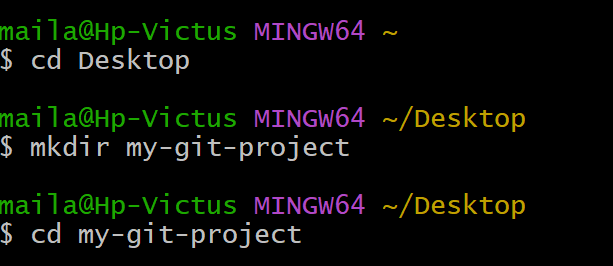 maila@Hp-Victus MINGW64 ~
$ cd Desktop
maila@Hp-Victus MINGW64 ~/Desktop
$ mkdir my-git-project
maila@Hp-Victus MINGW64 ~/Desktop
$ cd my-git-project